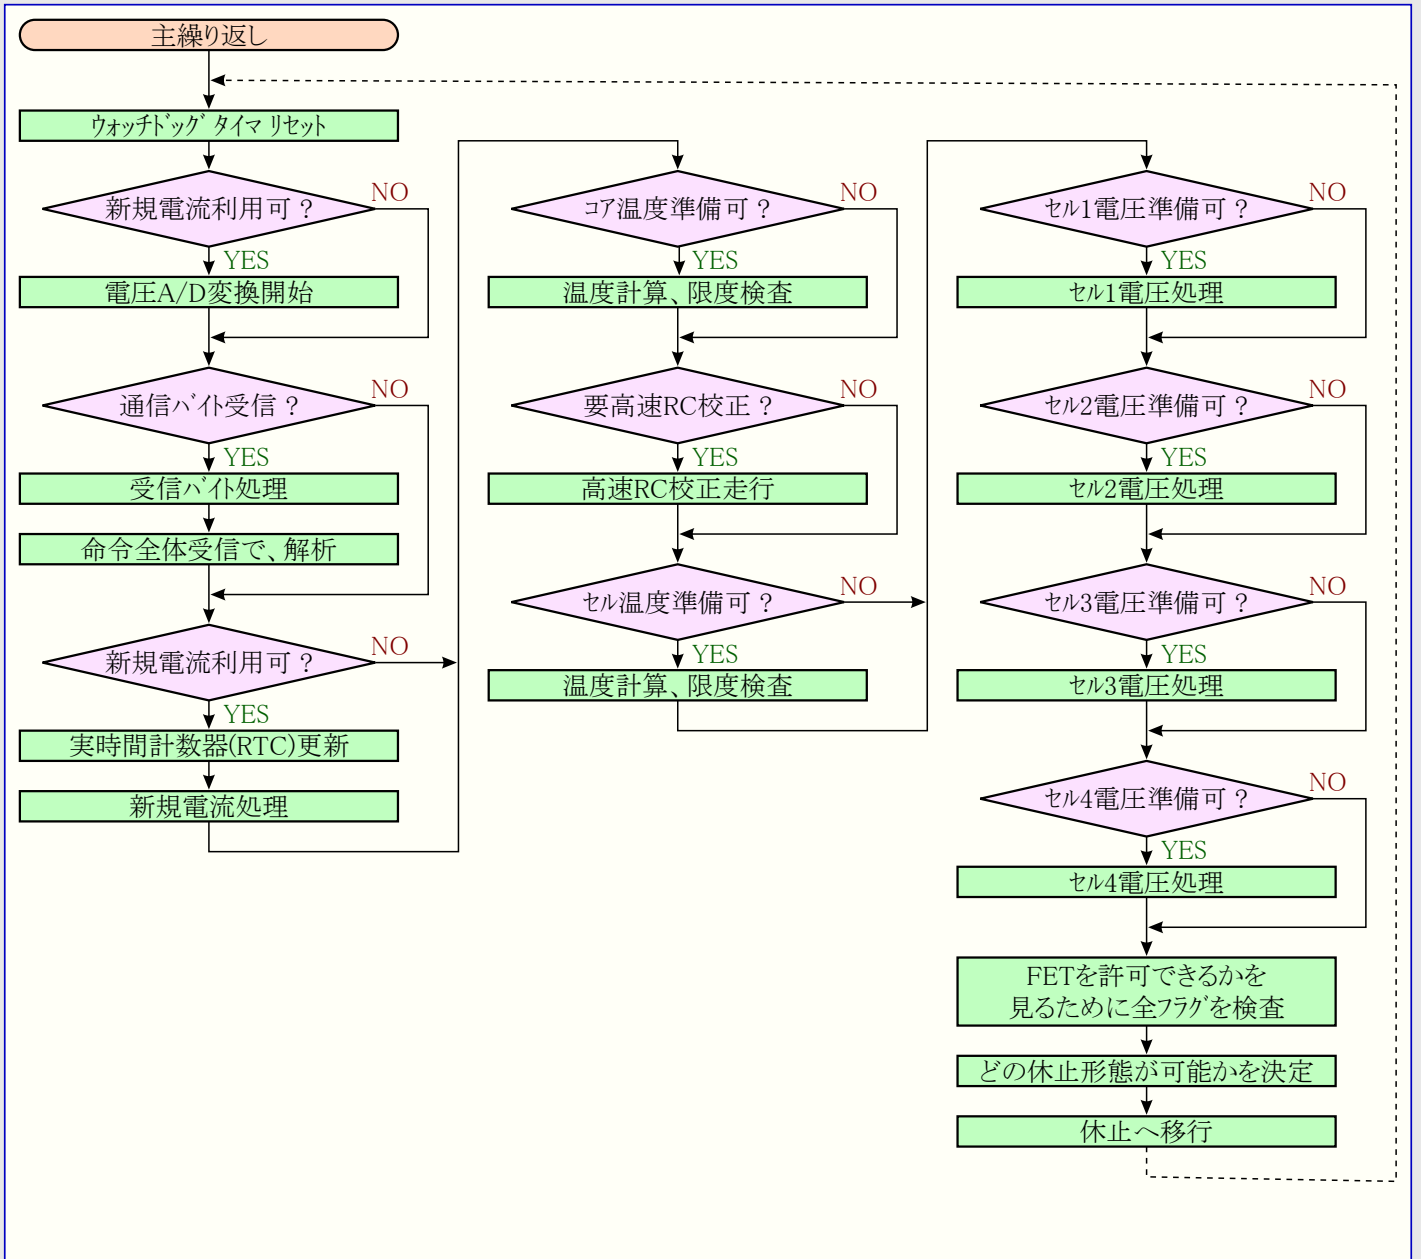 主繰り返し
ウォッチドッグ タイマ リセット
新規電流利用可？
NO
YES
電圧A/D変換開始
通信バイト受信？
NO
YES
受信バイト処理
命令全体受信で、解析
新規電流利用可？
NO
YES
実時間計数器(RTC)更新
新規電流処理
コア温度準備可？
NO
YES
温度計算、限度検査
要高速RC校正？
NO
YES
高速RC校正走行
セル温度準備可？
NO
YES
温度計算、限度検査
セル1電圧準備可？
NO
YES
セル1電圧処理
セル2電圧準備可？
NO
YES
セル2電圧処理
セル3電圧準備可？
NO
YES
セル3電圧処理
セル4電圧準備可？
NO
YES
セル4電圧処理
FETを許可できるかを
見るために全フラグを検査
どの休止形態が可能かを決定
休止へ移行